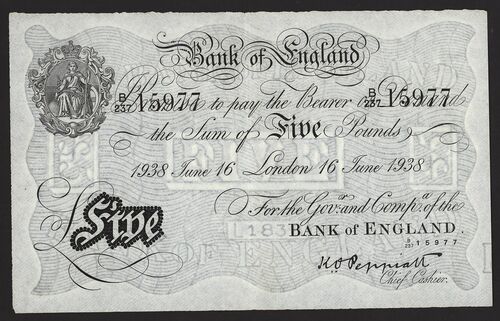 Bank of England
B/237 15977 B/237 15977
to pay the Bearer on Demand
the Sum of Five Pounds
1938 June 16 London 16 June 1938
For the Govr. and Compa. of the
BANK of ENGLAND.
Five
B/237 15977
K.O. Peppiatt
Chief Cashier.